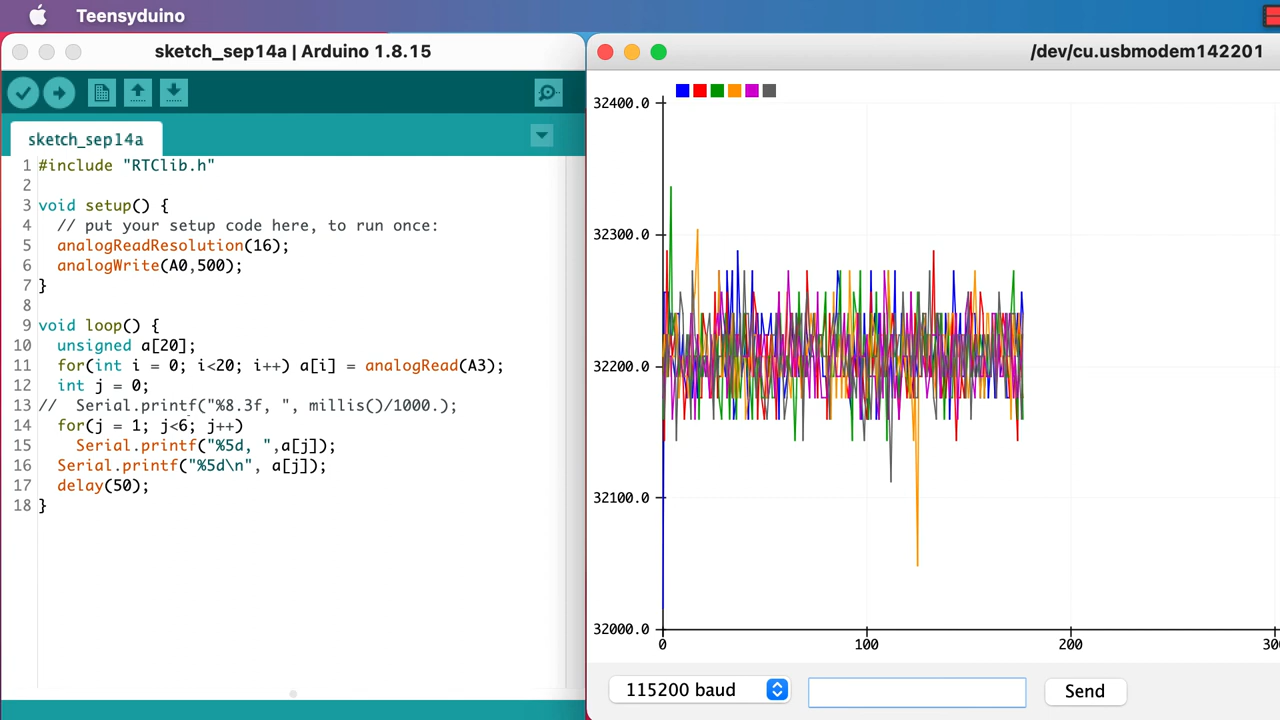 Teensyduino
sketch_sep14a | Arduino 1.8.15
sketch_sep14a
1 #include "RTClib.h"
2
3 void setup() {
4   // put your setup code here, to run once:
5   analogReadResolution(16);
6   analogWrite(A0,500);
7 }
8
9 void loop() {
10   unsigned a[20];
11   for(int i = 0; i<20; i++) a[i] = analogRead(A3);
12   int j = 0;
13 //  Serial.printf("%8.3f, ", millis()/1000.);
14   for(j = 1; j<6; j++)
15     Serial.printf("%5d, ",a[j]);
16   Serial.printf("%5d\n", a[j]);
17   delay(50);
18 }
/dev/cu.usbmodem142201
32400.0
32300.0
32200.0
32100.0
32000.0
0 100 200 300
115200 baud
Send